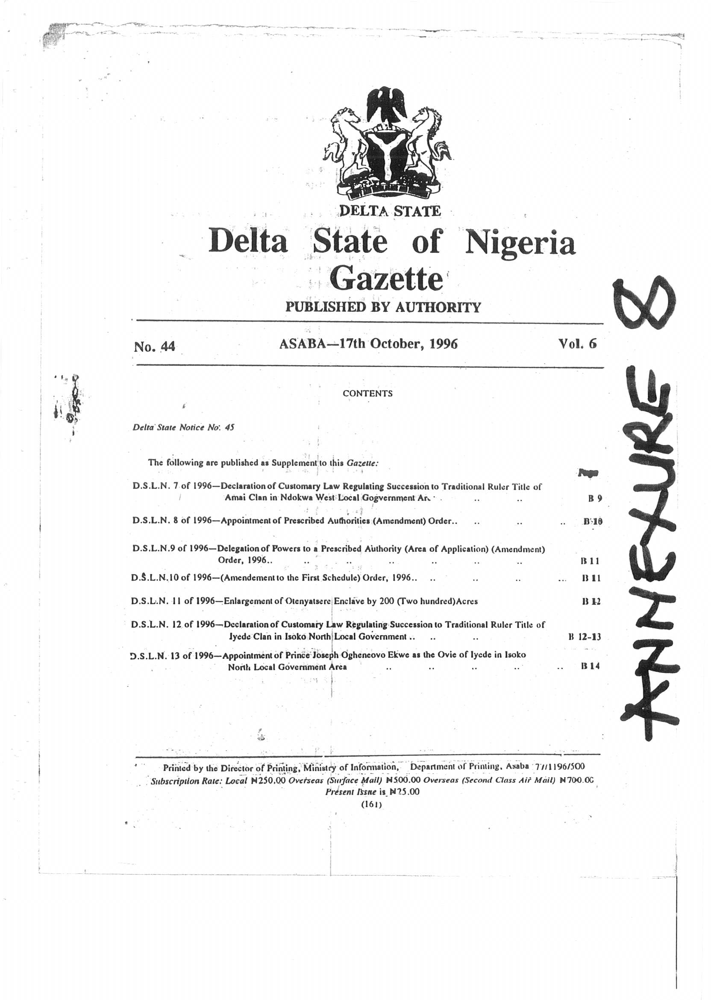 DELTA STATE
Delta State of Nigeria
Gazette
PUBLISHED BY AUTHORITY
No. 44 ASABA—17th October, 1996 Vol. 6
CONTENTS
Delta State Notice No. 45
The following are published as Supplement to this Gazette:
Page
D.S.L.N. 7 of 1996—Declaration of Customary Law Regulating Succession to Traditional Ruler Title of
Amai Clan in Ndokwa West Local Gogvernment .. .. B 9
D.S.L.N. 8 of 1996—Appointment of Prescribed Authorities (Amendment) Order.. .. .. .. B 10
D.S.L.N.9 of 1996—Delegation of Powers to a Prescribed Authority (Area of Application) (Amendment)
Order, 1996.. .. .. .. .. .. .. B 11
D.S.L.N.10 of 1996—(Amendement to the First Schedule) Order, 1996.. .. .. .. ... B 11
D.S.L.N. 11 of 1996—Enlargement of Otenyatsere Enclave by 200 (Two hundred)Acres B 12
D.S.L.N. 12 of 1996—Declaration of Customary Law Regulating Succession to Traditional Ruler Title of
Iyede Clan in Isoko North Local Government .. .. .. B 12-13
D.S.L.N. 13 of 1996—Appointment of Prince Joseph Ogheneovo Ekwe as the Ovie of Iyede in Isoko
North Local Government Area .. .. .. .. .. B 14
Printed by the Director of Printing, Ministry of Information, Department of Printing, Asaba 7//1196/500
Subscription Rate: Local ₦250.00 Overseas (Surface Mail) ₦500.00 Overseas (Second Class Air Mail) ₦700.00
Present Issue is ₦25.00
(161)
ANNEXURE 8